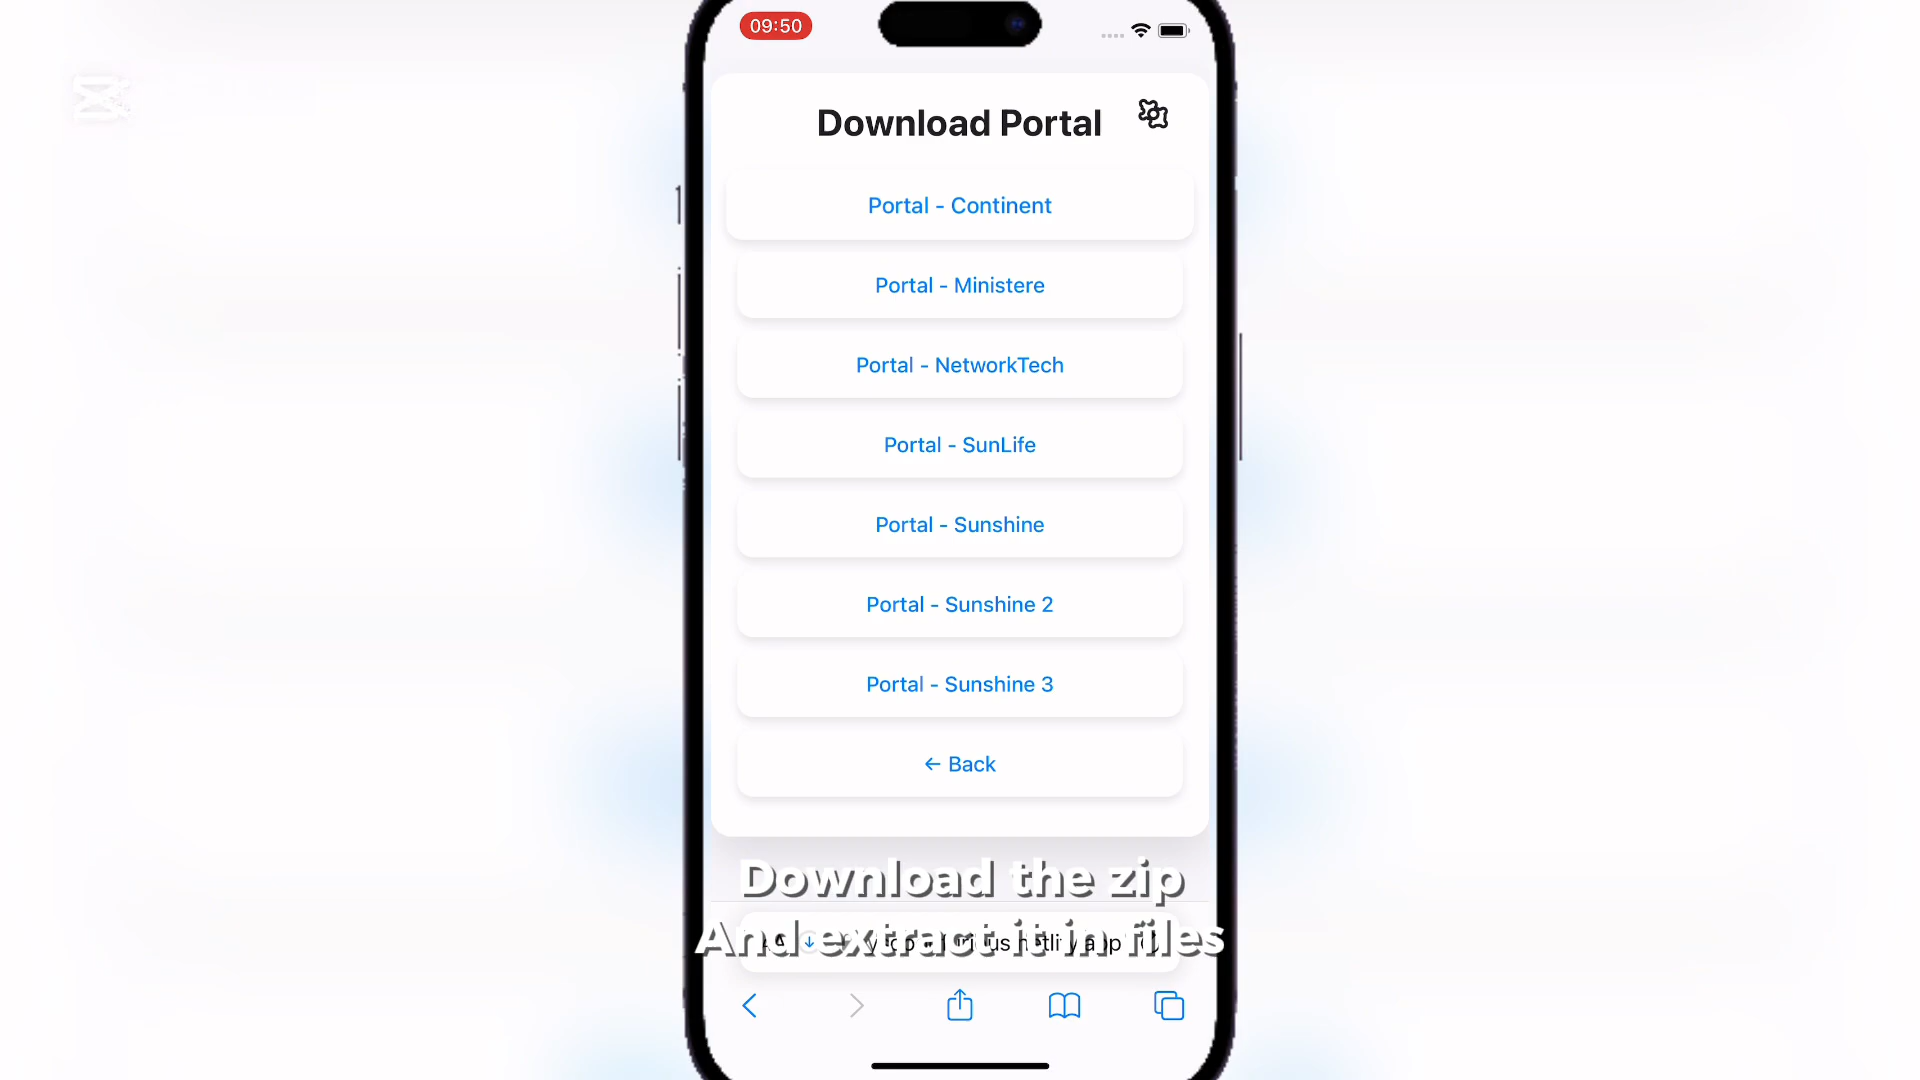 09:50
Download Portal
Portal - Continent
Portal - Ministere
Portal - NetworkTech
Portal - SunLife
Portal - Sunshine
Portal - Sunshine 2
Portal - Sunshine 3
← Back
Download the zip
And extract it in files